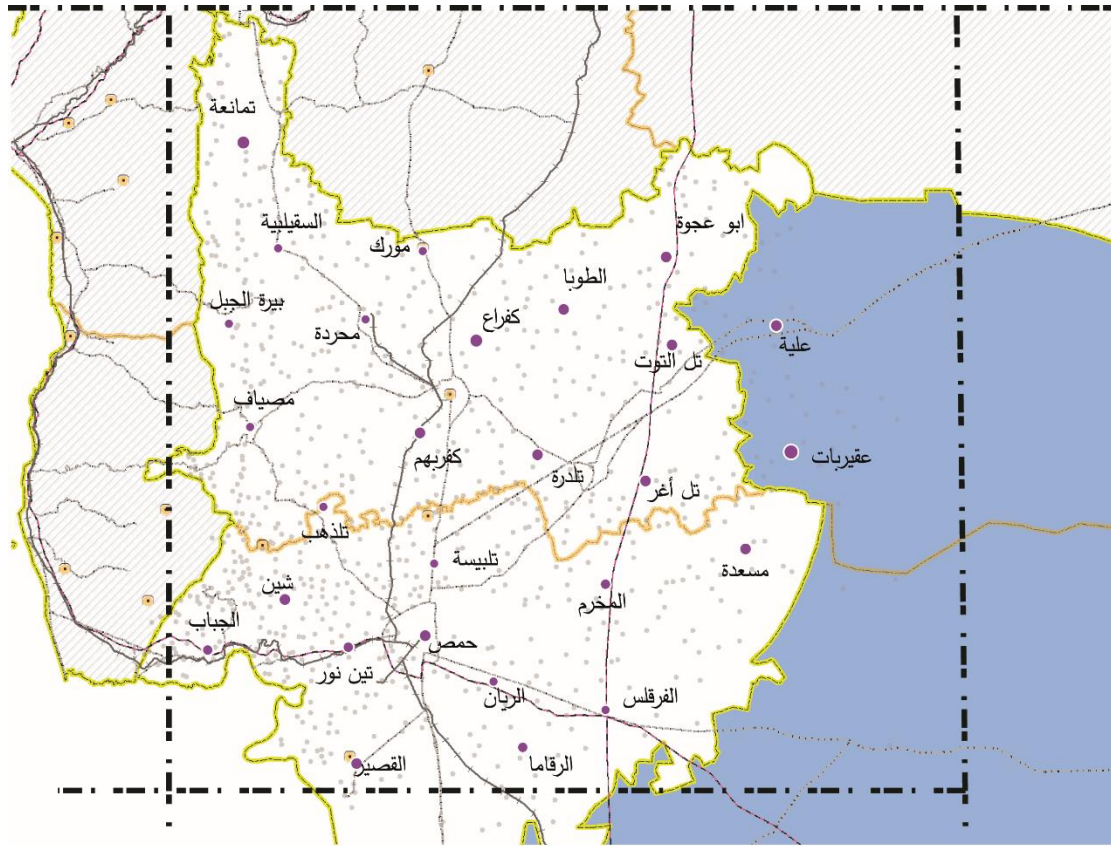 تمانعة
السقيلبية
مورك
ابو عجوة
الطوبا
بيرة الجبل
محردة
كفراع
تل التوت
علية
مصياف
كفربهم
تلدرة
تل أغر
عقيربات
تلذهب
تلبيسة
مسعدة
شين
المخرم
الجباب
حمص
تين نور
الريان
الفرقلس
القصير
الرقاما